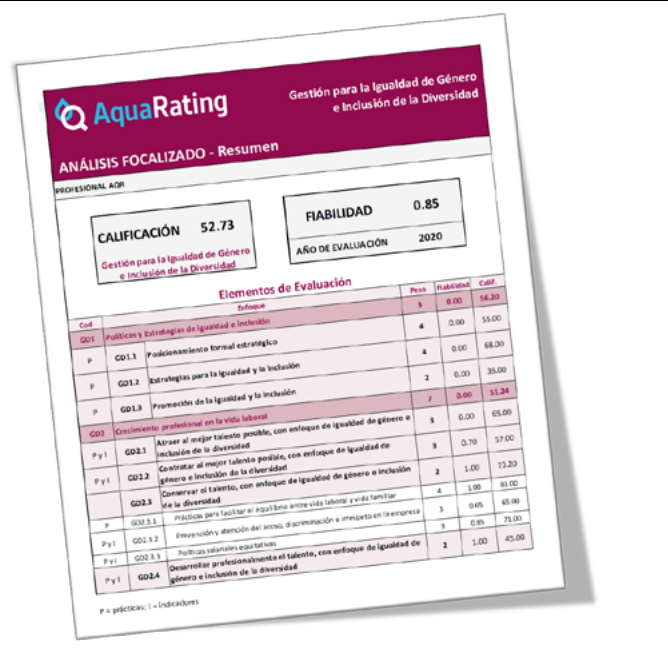 AquaRating
Gestión para la Igualdad de Género
e Inclusión de la Diversidad
ANÁLISIS FOCALIZADO - Resumen
PROFESIONAL AQR
CALIFICACIÓN 52.73
Gestión para la Igualdad de Género
e Inclusión de la Diversidad
FIABILIDAD 0.85
AÑO DE EVALUACIÓN 2020
Elementos de Evaluación
Cod Enfoque Peso Fiabilidad Calif.
GD1 Políticas y Estrategias de igualdad e inclusión 3 0.00 56.20
P GD1.1 Posicionamiento formal estratégico 4 0.00 55.00
P GD1.2 Estrategias para la igualdad y la inclusión 4 0.00 68.00
P GD1.3 Promoción de la igualdad y la inclusión 2 0.00 35.00
GD2 Crecimiento profesional en la vida laboral 7 0.00 51.24
P y I GD2.1 Atraer al mejor talento posible, con enfoque de igualdad de género e
inclusión de la diversidad 3 0.00 65.00
P y I GD2.2 Contratar al mejor talento posible, con enfoque de igualdad de
género e inclusión de la diversidad 3 0.70 57.00
GD2.3 Conservar el talento, con enfoque de igualdad de género e inclusión
de la diversidad 2 1.00 73.20
P GD2.3.1 Prácticas para facilitar el equilibrio entre vida laboral y vida familiar 4 1.00 81.00
P y I GD2.3.2 Prevención y atención del acoso, discriminación e irrespeto en la empresa 3 0.65 65.00
P y I GD2.3.3 Políticas salariales equitativas 3 0.85 71.00
P y I GD2.4 Desarrollar profesionalmente el talento, con enfoque de igualdad de
género e inclusión de la diversidad 2 1.00 45.00
P = prácticas; I = indicadores